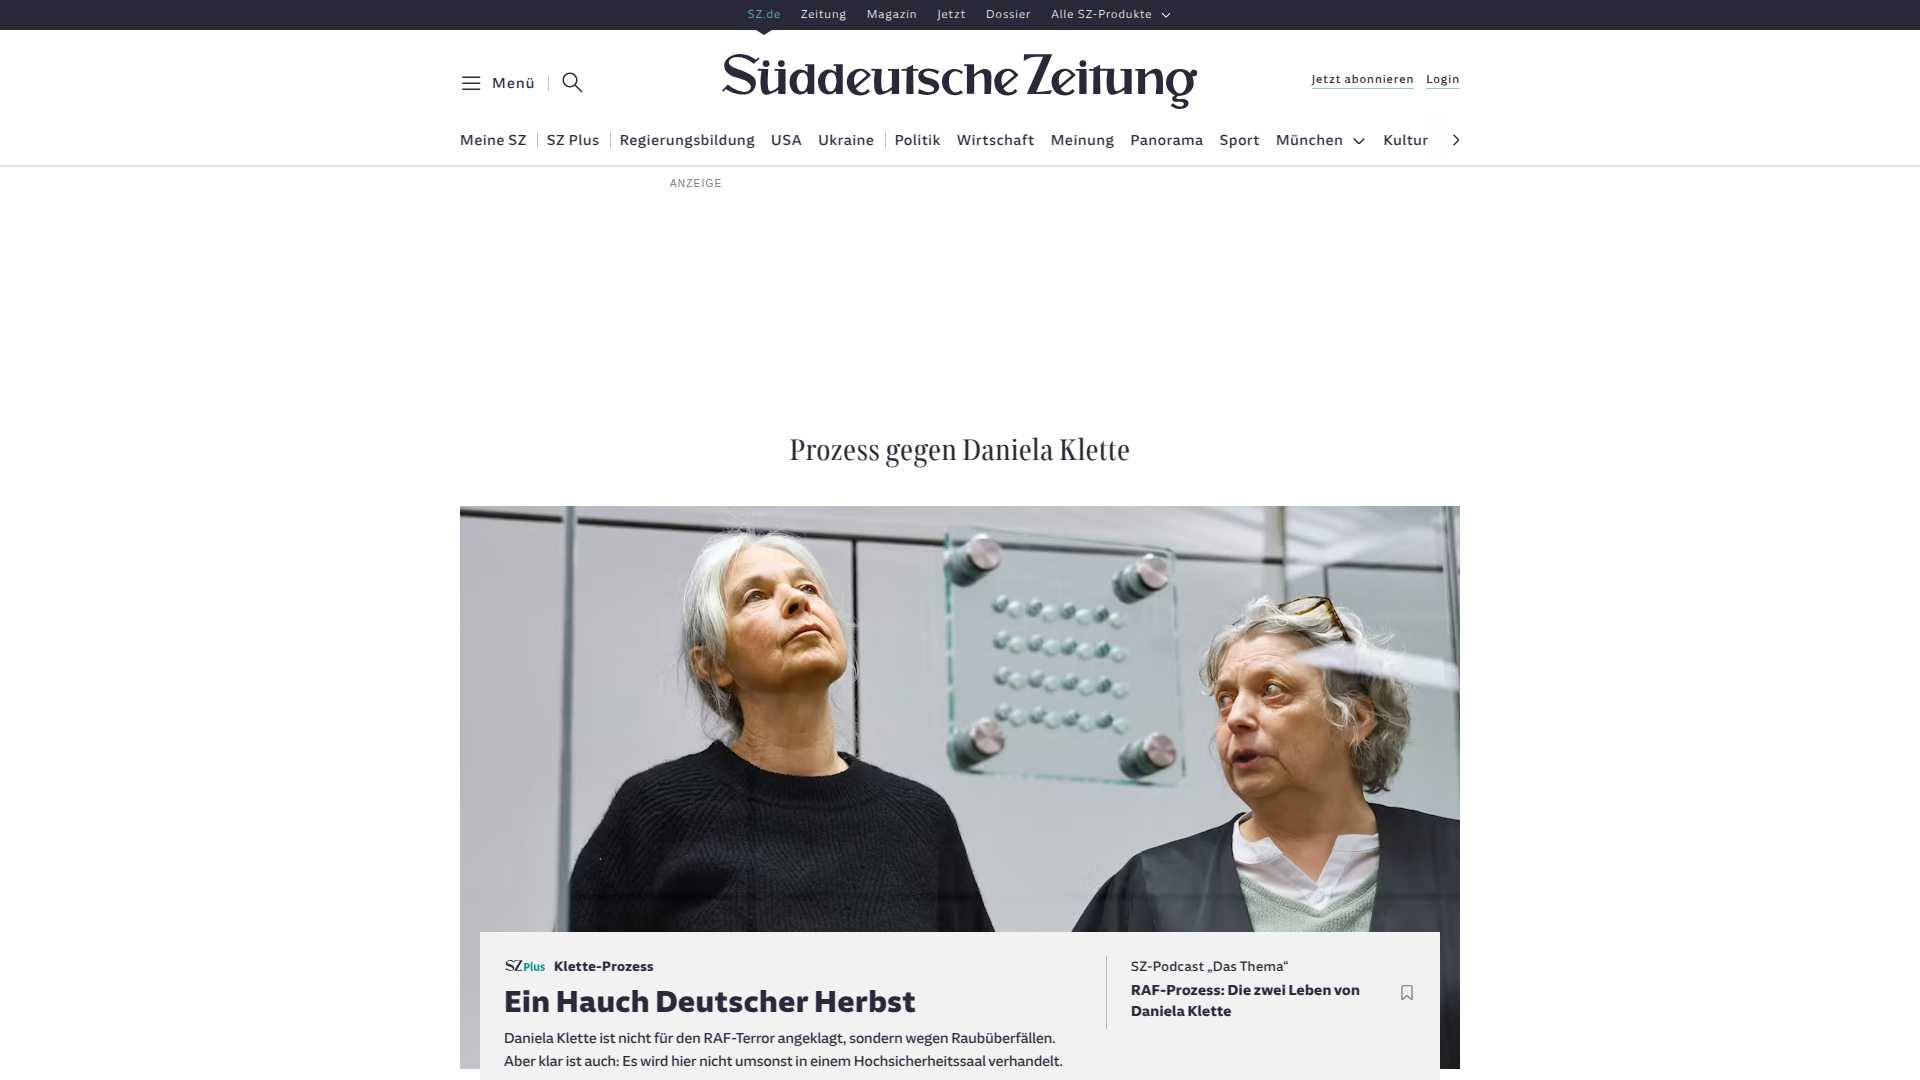 SZ.de Zeitung Magazin Jetzt Dossier Alle SZ-Produkte
Menü
Süddeutsche Zeitung
Jetzt abonnieren Login
Meine SZ SZ Plus Regierungsbildung USA Ukraine Politik Wirtschaft Meinung Panorama Sport München Kultur
ANZEIGE
Prozess gegen Daniela Klette
SZ Plus Klette-Prozess
Ein Hauch Deutscher Herbst
Daniela Klette ist nicht für den RAF-Terror angeklagt, sondern wegen Raubüberfällen.
Aber klar ist auch: Es wird hier nicht umsonst in einem Hochsicherheitssaal verhandelt.
SZ-Podcast „Das Thema“
RAF-Prozess: Die zwei Leben von
Daniela Klette